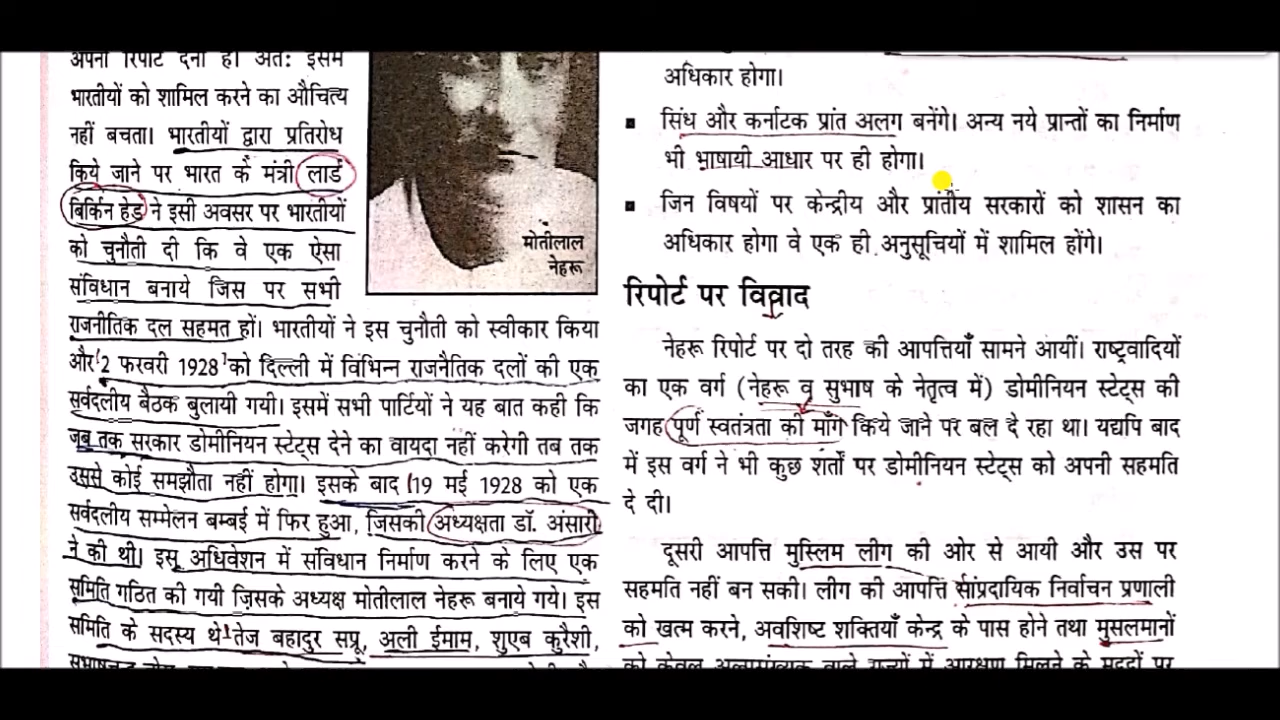 अपनी रिपोर्ट देनी है। अतः इसमें
भारतीयों को शामिल करने का औचित्य
नहीं बचता। भारतीयों द्वारा प्रतिरोध
किये जाने पर भारत के मंत्री लार्ड
बिर्किन हेड ने इसी अवसर पर भारतीयों
को चुनौती दी कि वे एक ऐसा
संविधान बनाये जिस पर सभी
मोतीलाल
नेहरू
राजनीतिक दल सहमत हों। भारतीयों ने इस चुनौती को स्वीकार किया
और 2 फरवरी 1928 को दिल्ली में विभिन्न राजनैतिक दलों की एक
सर्वदलीय बैठक बुलायी गयी। इसमें सभी पार्टियों ने यह बात कही कि
जब तक सरकार डोमीनियन स्टेट्स देने का वायदा नहीं करेगी तब तक
उससे कोई समझौता नहीं होगा। इसके बाद 19 मई 1928 को एक
सर्वदलीय सम्मेलन बम्बई में फिर हुआ, जिसकी अध्यक्षता डॉ. अंसारी
ने की थी। इस अधिवेशन में संविधान निर्माण करने के लिए एक
समिति गठित की गयी जिसके अध्यक्ष मोतीलाल नेहरू बनाये गये। इस
समिति के सदस्य थे तेज बहादुर सप्रू, अली ईमाम, शुएब कुरैशी,
अधिकार होगा।
■ सिंध और कर्नाटक प्रांत अलग बनेंगे। अन्य नये प्रान्तों का निर्माण
भी भाषायी आधार पर ही होगा।
■ जिन विषयों पर केन्द्रीय और प्रांतीय सरकारों को शासन का
अधिकार होगा वे एक ही अनुसूचियों में शामिल होंगे।
रिपोर्ट पर विवाद
नेहरू रिपोर्ट पर दो तरह की आपत्तियाँ सामने आयीं। राष्ट्रवादियों
का एक वर्ग (नेहरू व सुभाष के नेतृत्व में) डोमीनियन स्टेट्स की
जगह पूर्ण स्वतंत्रता की माँग किये जाने पर बल दे रहा था। यद्यपि बाद
में इस वर्ग ने भी कुछ शर्तों पर डोमीनियन स्टेट्स को अपनी सहमति
दे दी।
दूसरी आपत्ति मुस्लिम लीग की ओर से आयी और उस पर
सहमति नहीं बन सकी। लीग की आपत्ति सांप्रदायिक निर्वाचन प्रणाली
को खत्म करने, अवशिष्ट शक्तियाँ केन्द्र के पास होने तथा मुसलमानों
को केवल अल्पसंख्यक वाले राज्यों में आरक्षण मिलने के मुद्दों पर